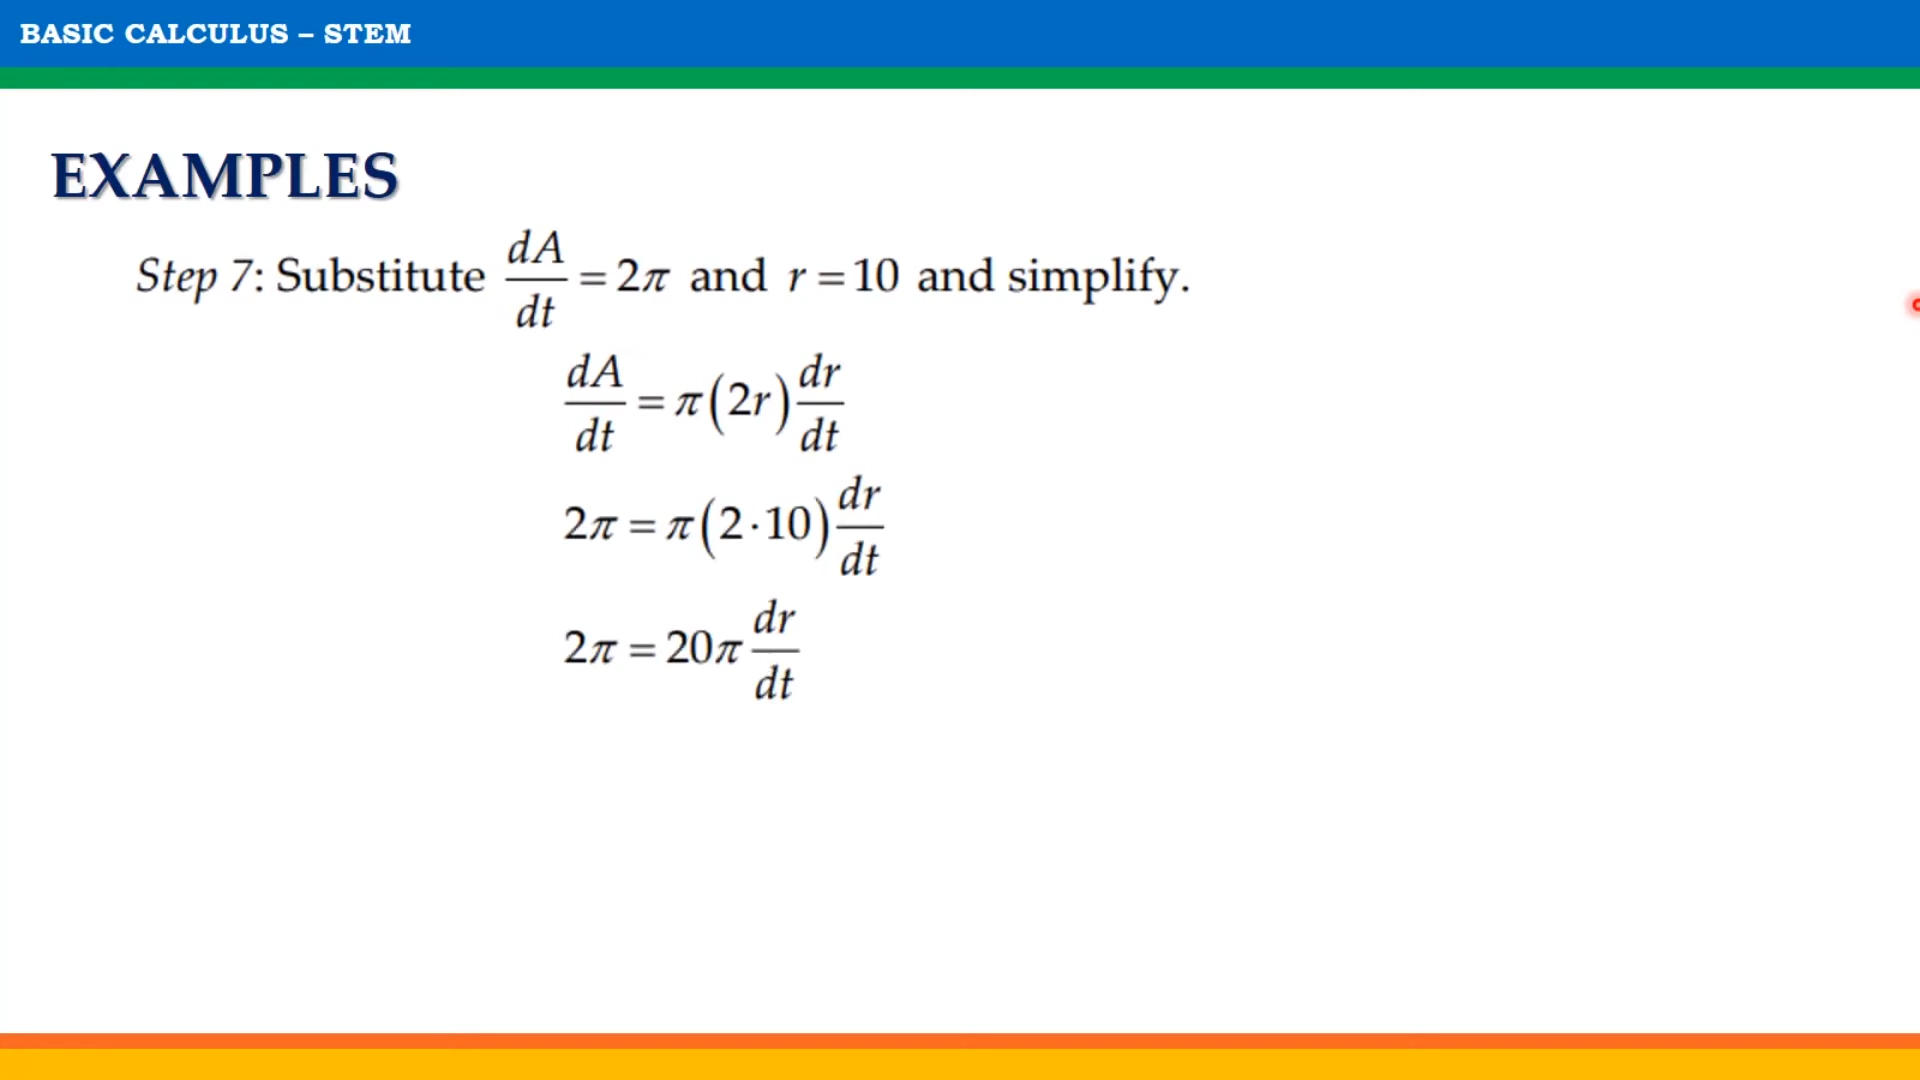 BASIC CALCULUS – STEM
EXAMPLES
Step 7: Substitute dA/dt = 2π and r = 10 and simplify.
dA/dt = π(2r) dr/dt
2π = π(2·10) dr/dt
2π = 20π dr/dt